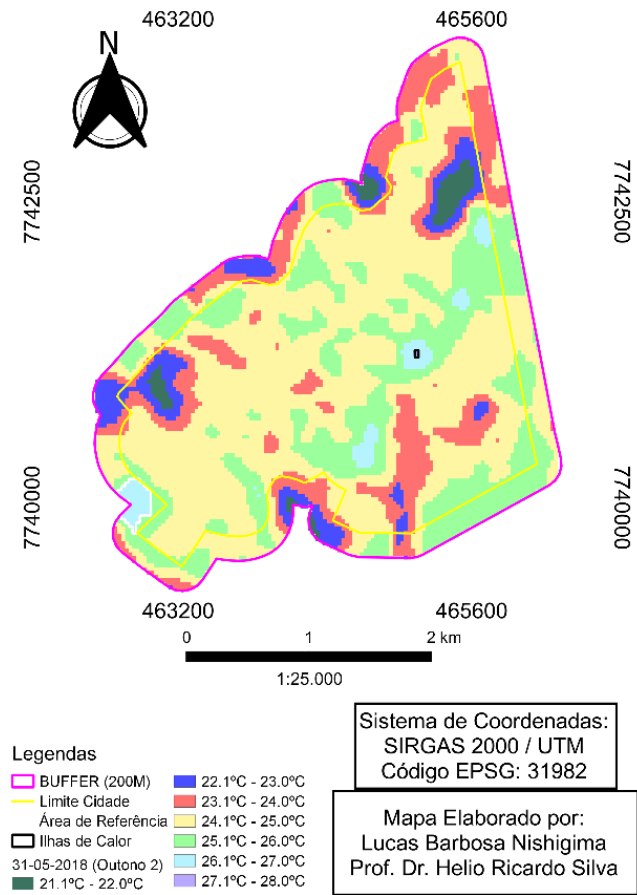 463200 465600
N
7742500 7742500
7740000 7740000
463200 465600
0 1 2 km
1:25.000
Sistema de Coordenadas:
SIRGAS 2000 / UTM
Código EPSG: 31982
Mapa Elaborado por:
Lucas Barbosa Nishigima
Prof. Dr. Helio Ricardo Silva
Legendas
BUFFER (200M)
Limite Cidade
Área de Referência
Ilhas de Calor
31-05-2018 (Outono 2)
21.1ºC - 22.0ºC
22.1ºC - 23.0ºC
23.1ºC - 24.0ºC
24.1ºC - 25.0ºC
25.1ºC - 26.0ºC
26.1ºC - 27.0ºC
27.1ºC - 28.0ºC